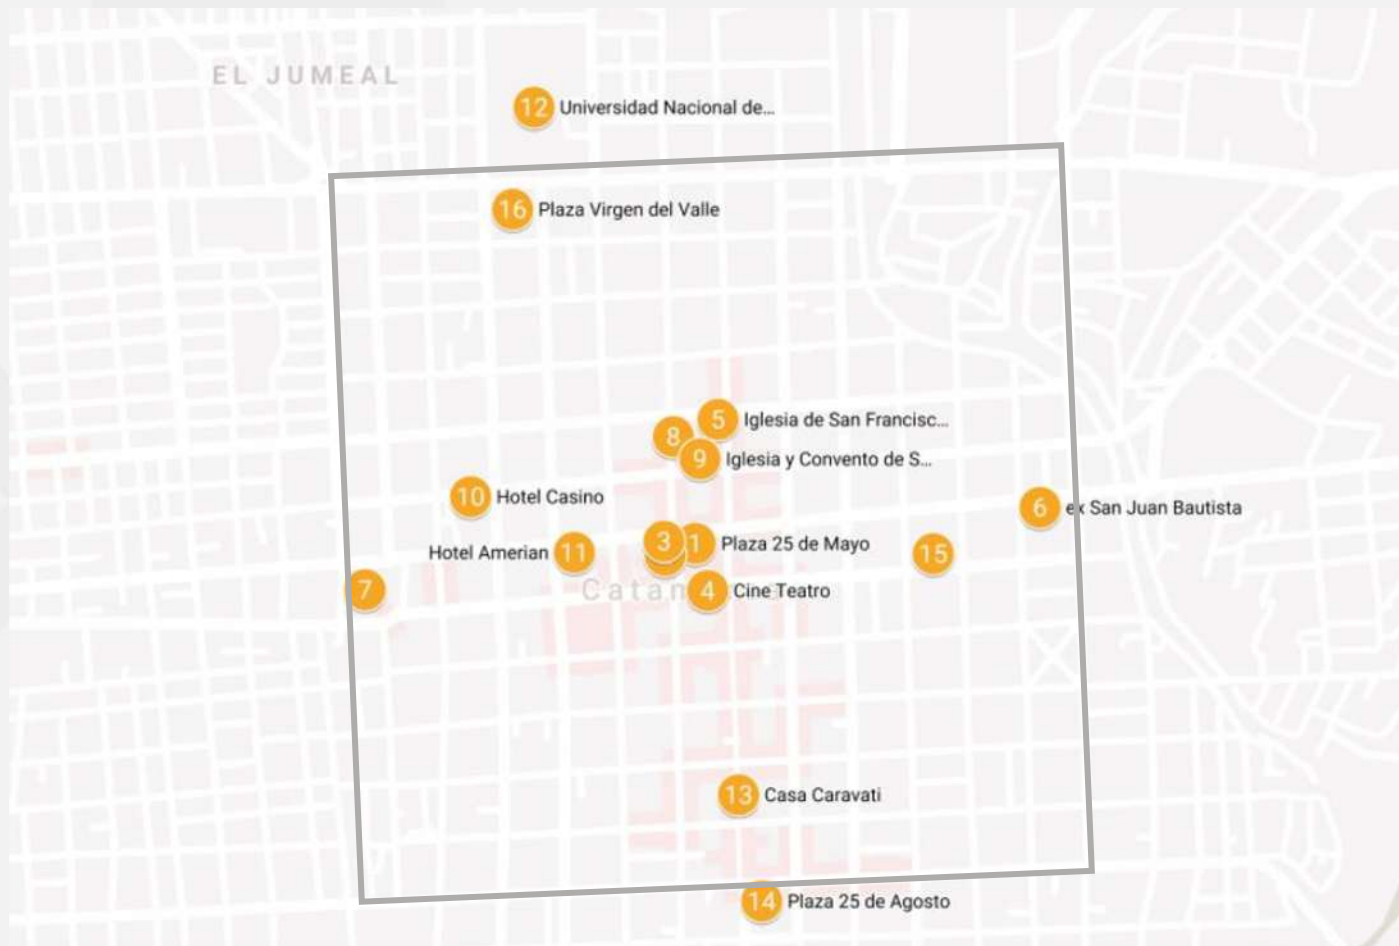 EL JUMEAL
12 Universidad Nacional de...
16 Plaza Virgen del Valle
5 Iglesia de San Francisc...
8
9 Iglesia y Convento de S...
10 Hotel Casino
6 ex San Juan Bautista
3 1 Plaza 25 de Mayo
Hotel Amerian 11
15
7
Catam
4 Cine Teatro
13 Casa Caravati
14 Plaza 25 de Agosto